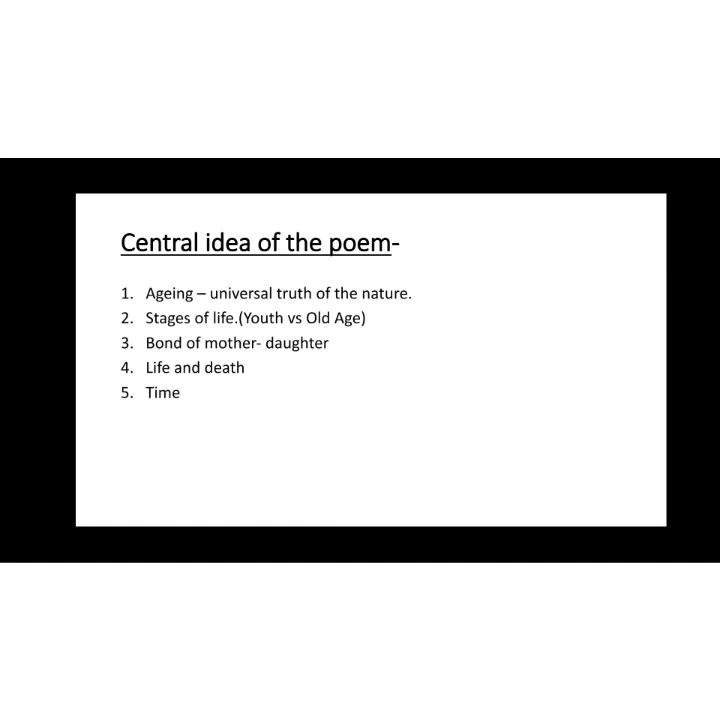 Central idea of the poem-
1. Ageing – universal truth of the nature.
2. Stages of life.(Youth vs Old Age)
3. Bond of mother- daughter
4. Life and death
5. Time